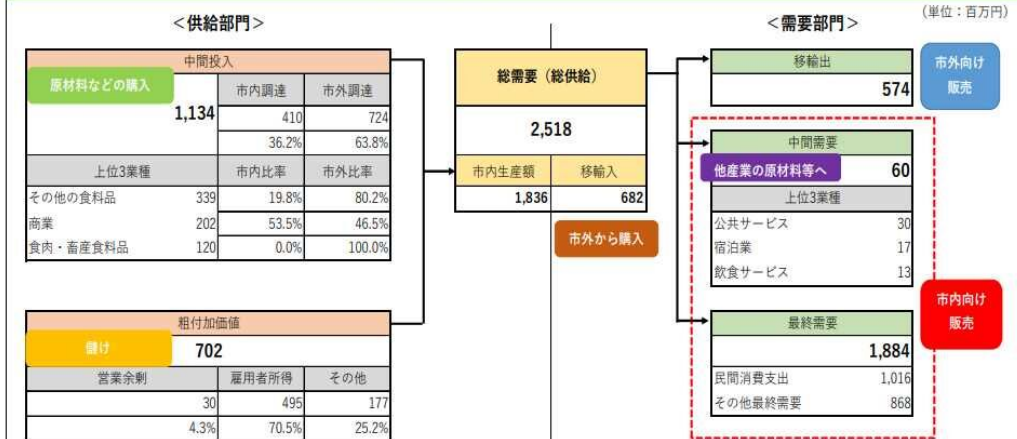 (単位：百万円)
＜供給部門＞
＜需要部門＞
中間投入
原材料などの購入
1,134
市内調達 市外調達
410 724
36.2% 63.8%
上位3業種 市内比率 市外比率
その他の食料品 339 19.8% 80.2%
商業 202 53.5% 46.5%
食肉・畜産食料品 120 0.0% 100.0%
粗付加価値
儲け
702
営業余剰 雇用者所得 その他
30 495 177
4.3% 70.5% 25.2%
総需要（総供給）
2,518
市内生産額 移輸入
1,836 682
市外から購入
移輸出
574
市外向け
販売
中間需要
他産業の原材料等へ
60
上位3業種
公共サービス 30
宿泊業 17
飲食サービス 13
市内向け
販売
最終需要
1,884
民間消費支出 1,016
その他最終需要 868